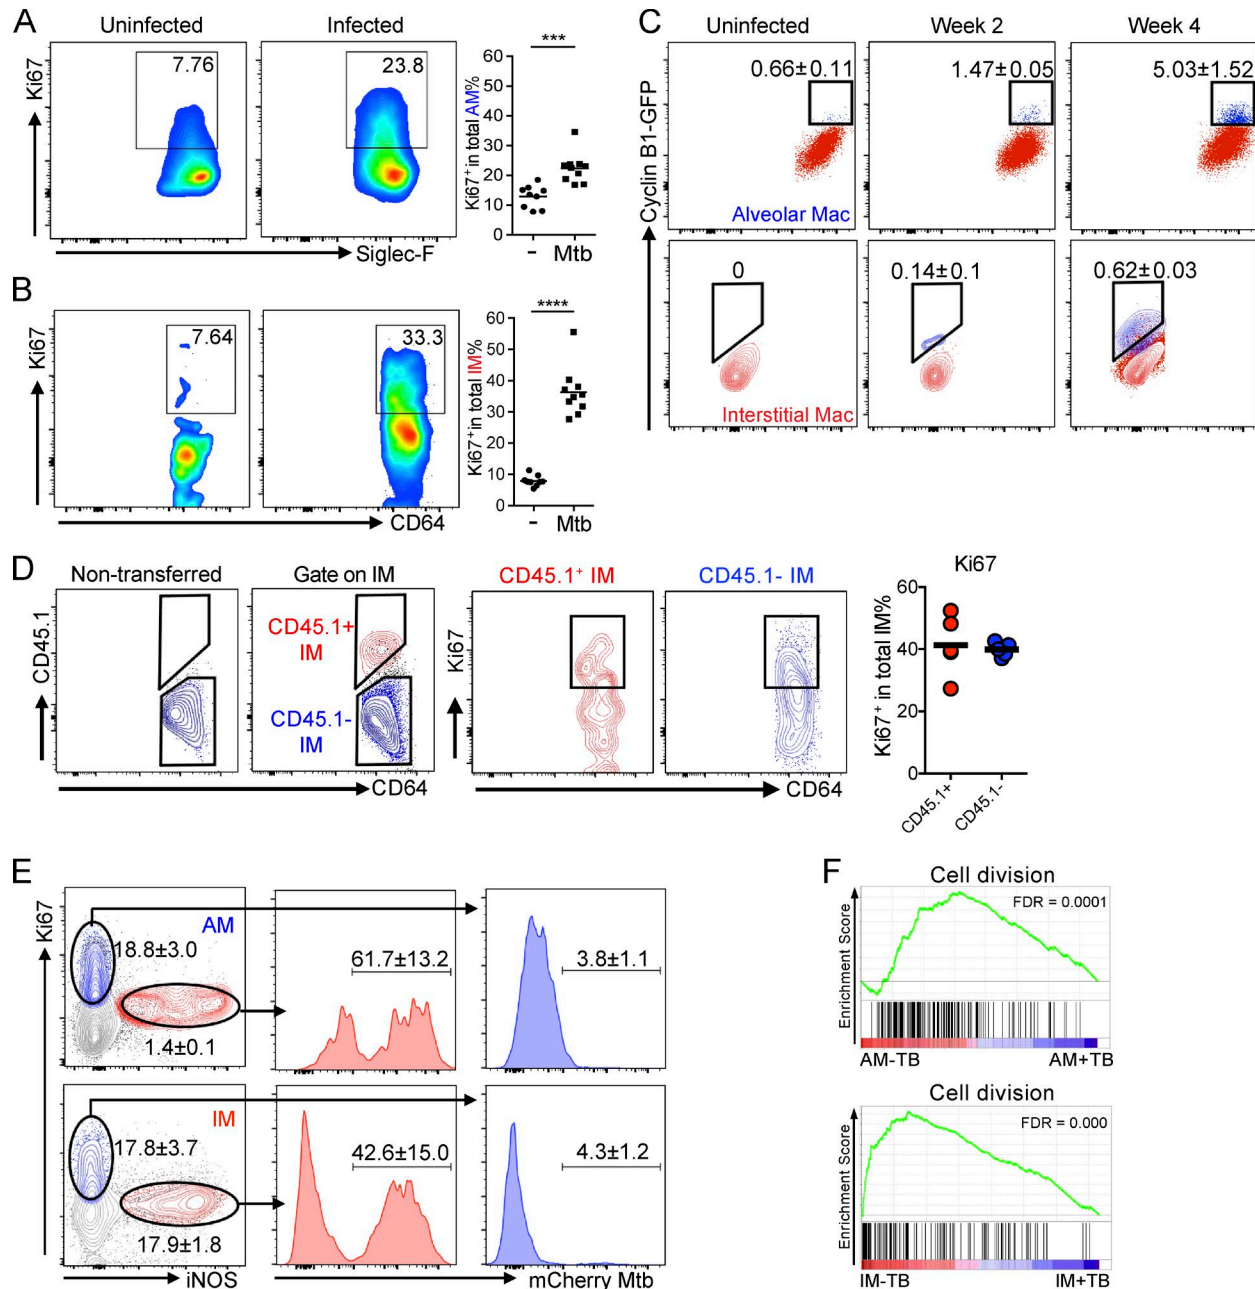 A
Uninfected
Infected
Ki67
7.76
23.8
Siglec-F
***
Ki67+ in total AM%
60
50
40
30
20
10
0
-
Mtb
B
Ki67
7.64
33.3
CD64
****
Ki67+ in total IM%
60
50
40
30
20
10
0
-
Mtb
C
Uninfected
Week 2
Week 4
Cyclin B1-GFP
0.66±0.11
1.47±0.05
5.03±1.52
Alveolar Mac
0
0.14±0.1
0.62±0.03
Interstitial Mac
D
Non-transferred
Gate on IM
CD45.1
CD45.1+
IM
CD45.1-
IM
CD64
CD45.1+ IM
CD45.1- IM
Ki67
CD64
Ki67
Ki67+ in total IM%
60
40
20
0
CD45.1+
CD45.1-
E
Ki67
AM
18.8±3.0
1.4±0.1
61.7±13.2
3.8±1.1
IM
17.8±3.7
17.9±1.8
42.6±15.0
4.3±1.2
iNOS
mCherry Mtb
F
Cell division
FDR = 0.0001
Enrichment Score
AM-TB
AM+TB
Cell division
FDR = 0.000
Enrichment Score
IM-TB
IM+TB